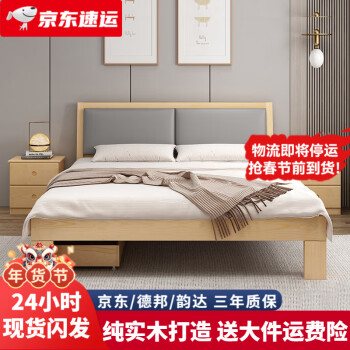 京东速运
物流即将停运
抢春节前到货!
年货节
24小时
现货闪发
京东/德邦/韵达 三年质保
纯实木打造 送大件运费险